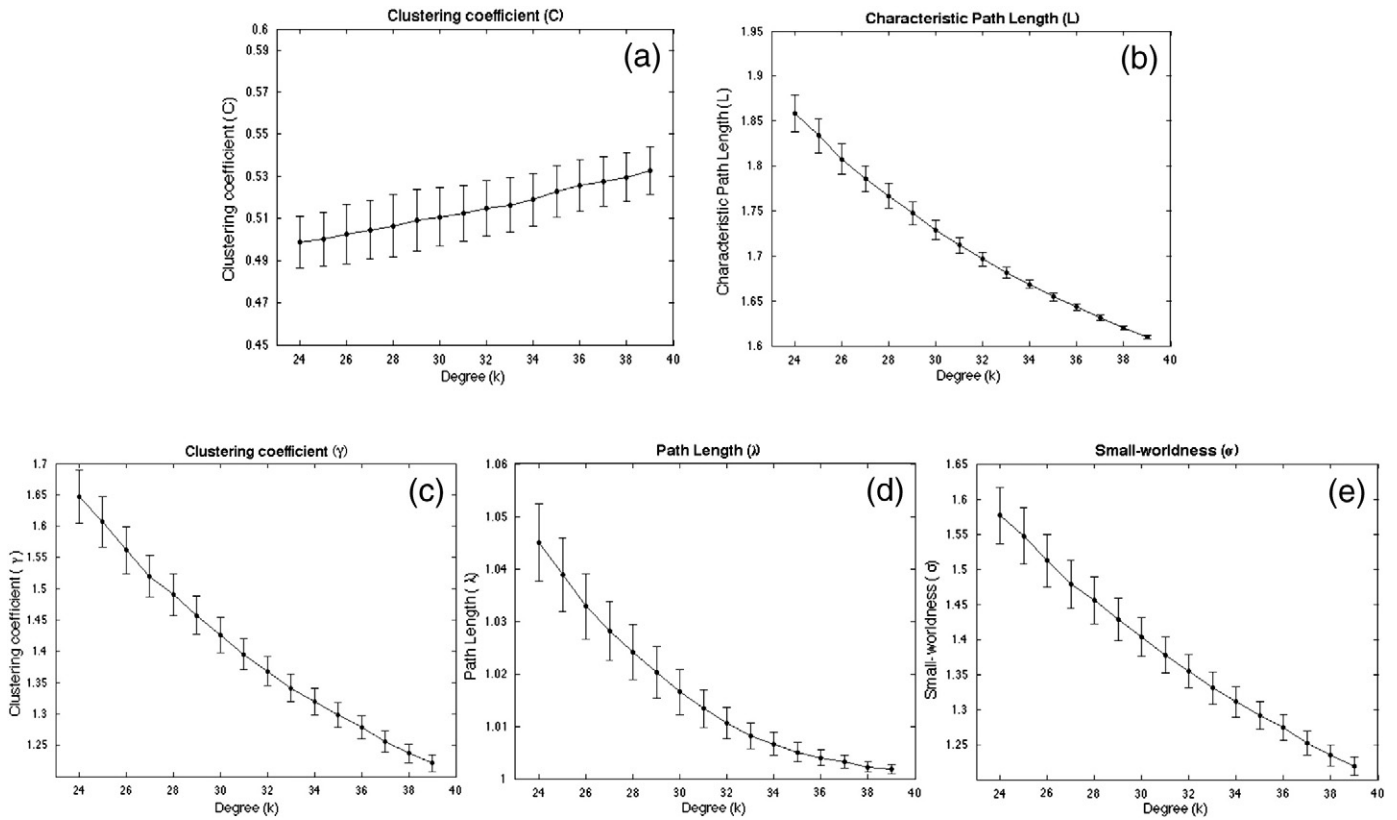 Clustering coefficient (C)
(a)
Clustering coefficient (C)
0.6
0.59
0.57
0.55
0.53
0.51
0.49
0.47
0.45
24 26 28 30 32 34 36 38 40
Degree (k)
Characteristic Path Length (L)
(b)
Characteristic Path Length (L)
1.95
1.9
1.85
1.8
1.75
1.7
1.65
1.6
24 26 28 30 32 34 36 38 40
Degree (k)
Clustering coefficient (γ)
(c)
Clustering coefficient (γ)
1.7
1.65
1.6
1.55
1.5
1.45
1.4
1.35
1.3
1.25
24 26 28 30 32 34 36 38 40
Degree (k)
Path Length (λ)
(d)
Path Length (λ)
1.06
1.05
1.04
1.03
1.02
1.01
1
24 26 28 30 32 34 36 38 40
Degree (k)
Small-worldness (σ)
(e)
Small-worldness (σ)
1.65
1.6
1.55
1.5
1.45
1.4
1.35
1.3
1.25
24 26 28 30 32 34 36 38 40
Degree (k)